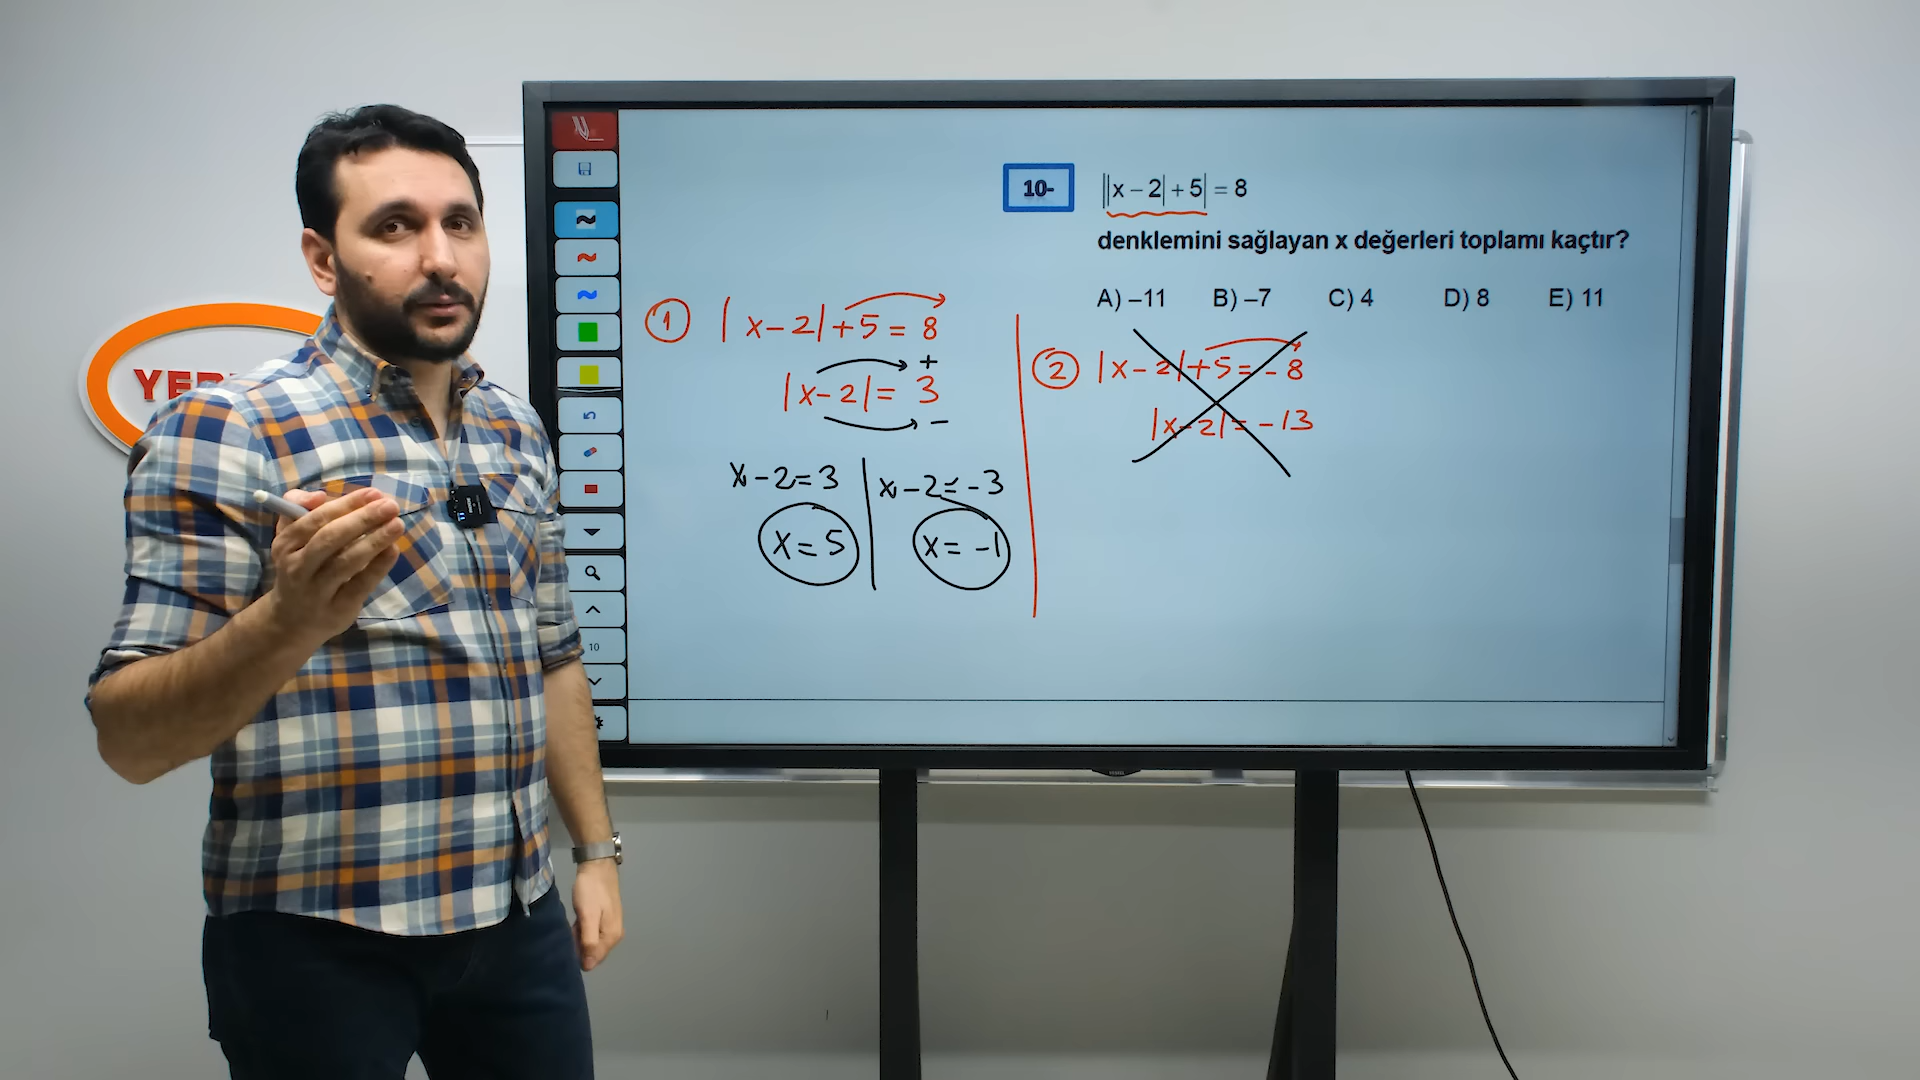 10-
||x – 2| + 5| = 8
denklemini sağlayan x değerleri toplamı kaçtır?
A) –11 B) –7 C) 4 D) 8 E) 11
1 |x-2|+5=8
+
|x-2|=3
-
x-2=3
x=5
x-2=-3
x=-1
2 |x-2|+5=-8
|x-2|=-13
10